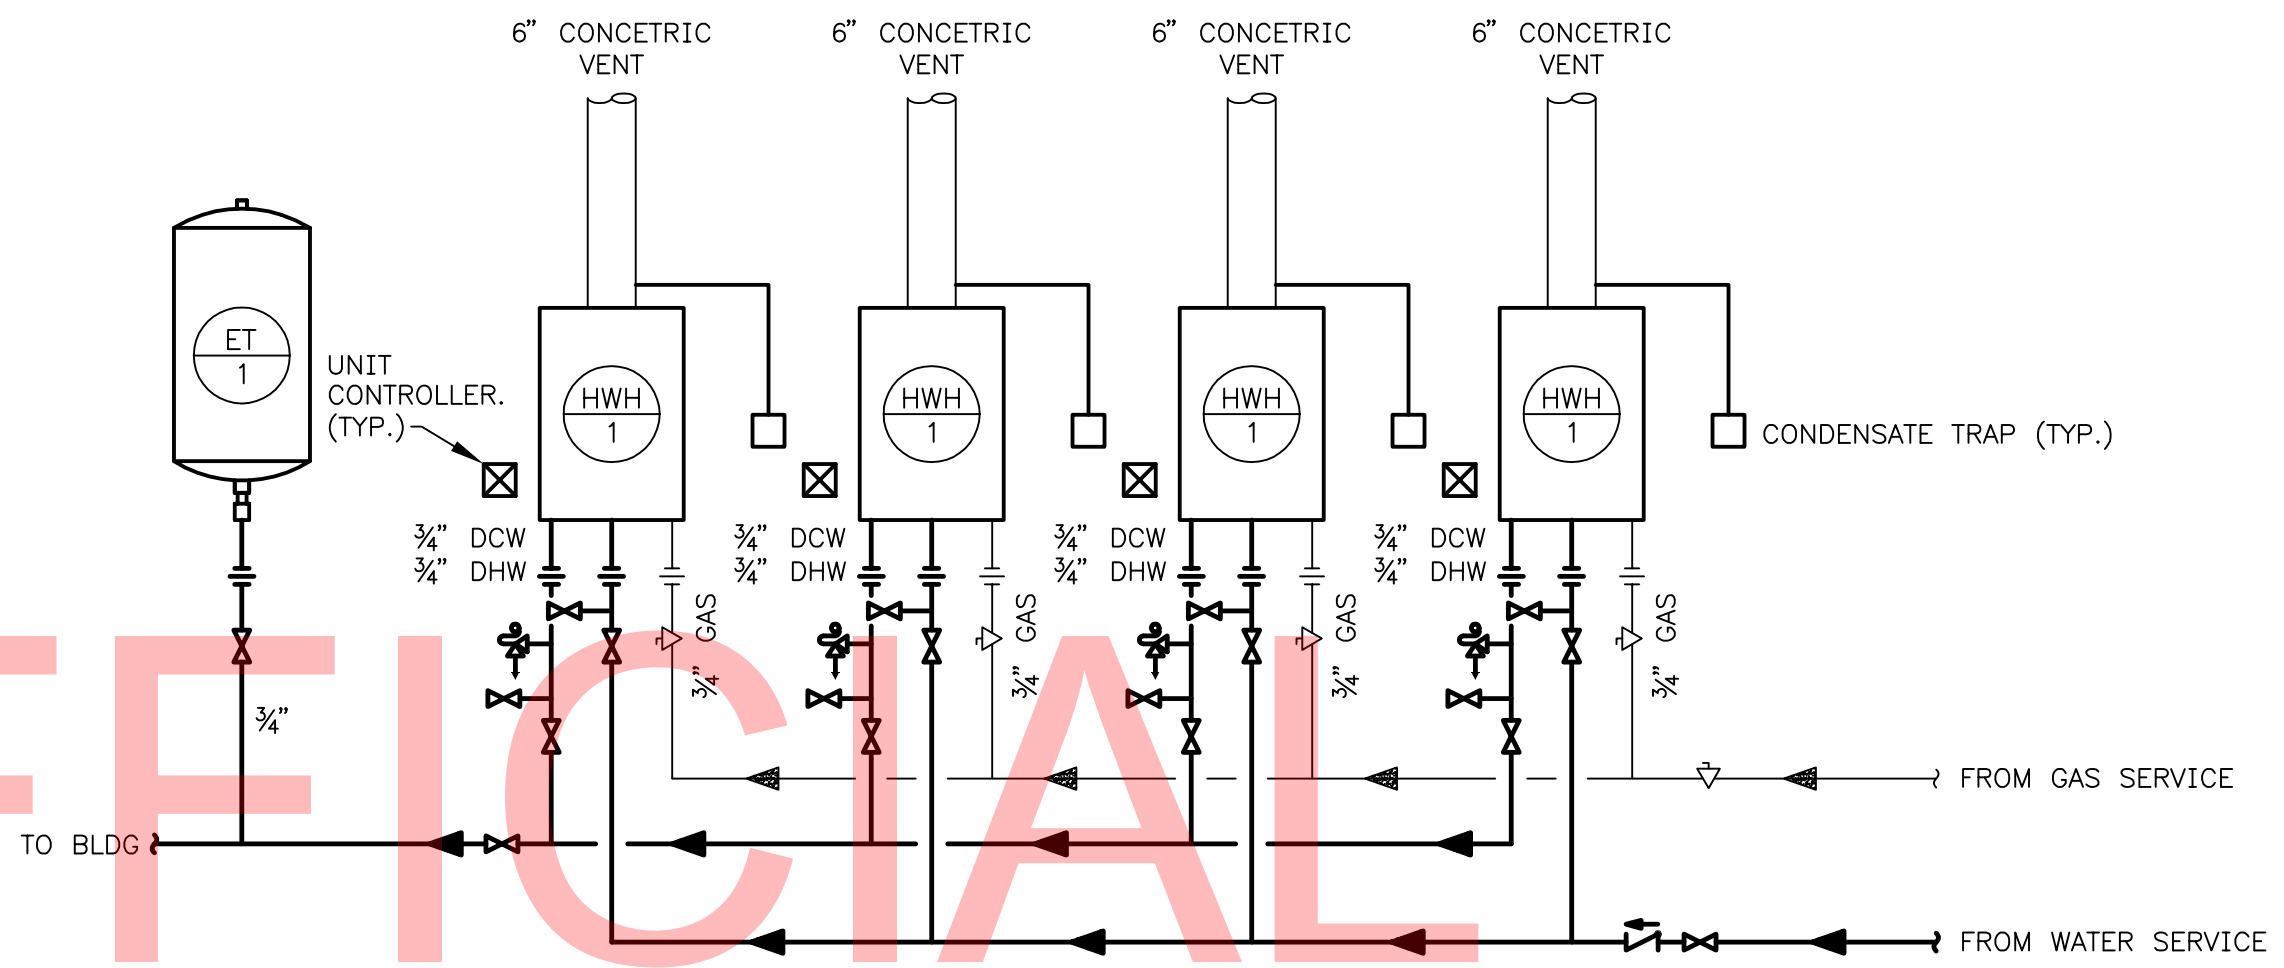 6” CONCETRIC
VENT
6” CONCETRIC
VENT
6” CONCETRIC
VENT
6” CONCETRIC
VENT
ET
1
UNIT
CONTROLLER.
(TYP.)
HWH
1
HWH
1
HWH
1
HWH
1
CONDENSATE TRAP (TYP.)
3/4” DCW
3/4” DHW
3/4” DCW
3/4” DHW
3/4” DCW
3/4” DHW
3/4” DCW
3/4” DHW
3/4” GAS
3/4” GAS
3/4” GAS
3/4” GAS
3/4”
FROM GAS SERVICE
TO BLDG
FROM WATER SERVICE
FFICIAL